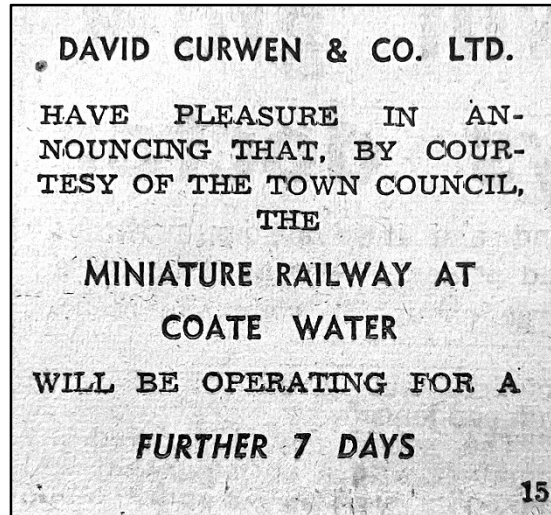 DAVID CURWEN & CO. LTD.
HAVE PLEASURE IN AN-
NOUNCING THAT, BY COUR-
TESY OF THE TOWN COUNCIL,
THE
MINIATURE RAILWAY AT
COATE WATER
WILL BE OPERATING FOR A
FURTHER 7 DAYS
15